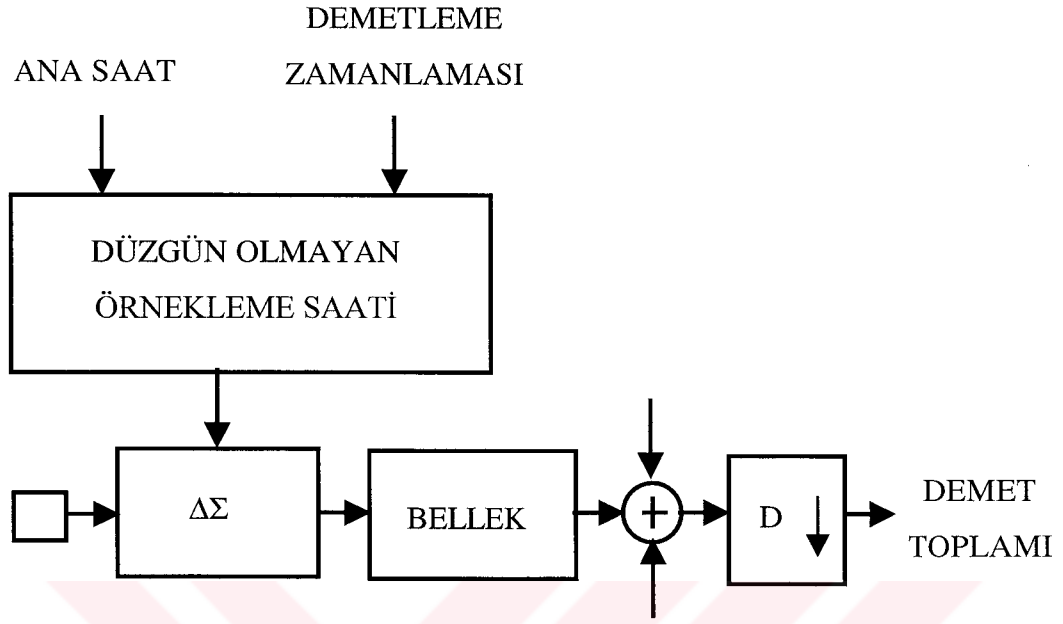 DEMETLEME
ANA SAAT
ZAMANLAMASI
DÜZGÜN OLMAYAN
ÖRNEKLEME SAATİ
ΔΣ
BELLEK
+
D
DEMET
TOPLAMI